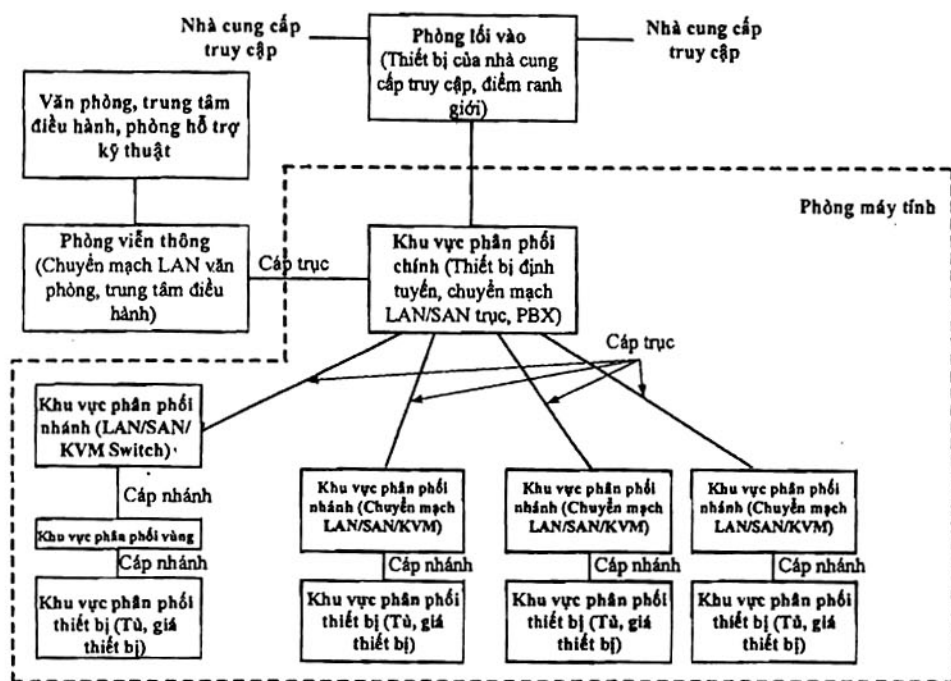 Nhà cung cấp
truy cập
Phòng lối vào
(Thiết bị của nhà cung
cấp truy cập, điểm ranh
giới)
Nhà cung cấp
truy cập
Văn phòng, trung tâm
điều hành, phòng hỗ trợ
kỹ thuật
Phòng máy tính
Phòng viễn thông
(Chuyển mạch LAN văn
phòng, trung tâm điều
hành)
Cáp trục
Khu vực phân phối
chính (Thiết bị định
tuyến, chuyển mạch
LAN/SAN trục, PBX)
Cáp trục
Khu vực phân phối
nhánh (LAN/SAN/
KVM Switch)
Cáp nhánh
Khu vực phân phối vùng
Cáp nhánh
Khu vực phân phối
thiết bị (Tủ, giá
thiết bị)
Khu vực phân phối
nhánh (Chuyển mạch
LAN/SAN/KVM)
Cáp nhánh
Khu vực phân phối
thiết bị (Tủ, giá
thiết bị)
Khu vực phân phối
nhánh (Chuyển mạch
LAN/SAN/KVM)
Cáp nhánh
Khu vực phân phối
thiết bị (Tủ, giá
thiết bị)
Khu vực phân phối
nhánh (Chuyển mạch
LAN/SAN/KVM)
Cáp nhánh
Khu vực phân phối
thiết bị (Tủ, giá
thiết bị)